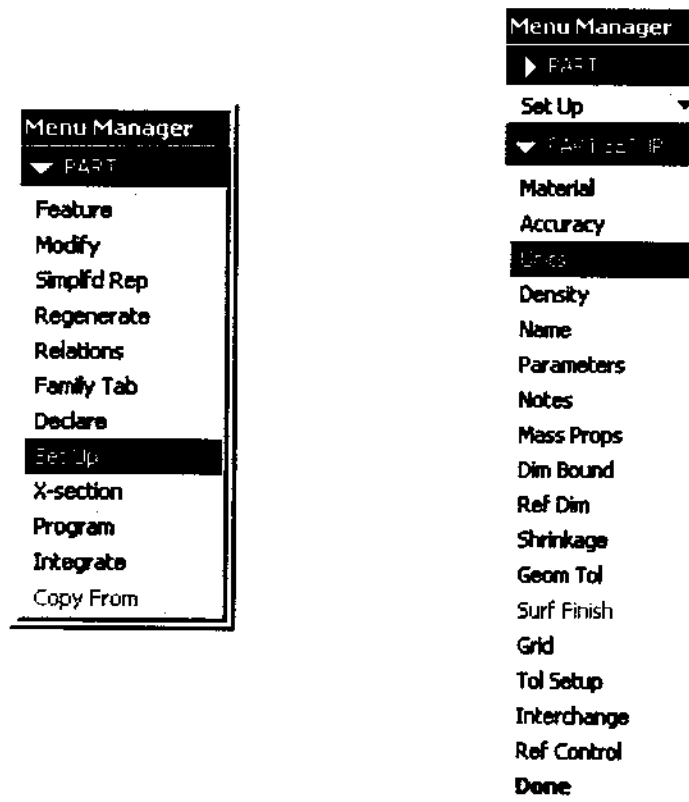 Menu Manager
PART
Feature
Modify
Simplfd Rep
Regenerate
Relations
Family Tab
Declare
Set Up
X-section
Program
Integrate
Copy From
Menu Manager
PART
Set Up
PART SETUP
Material
Accuracy
Units
Density
Name
Parameters
Notes
Mass Props
Dim Bound
Ref Dim
Shrinkage
Geom Tol
Surf Finish
Grid
Tol Setup
Interchange
Ref Control
Done